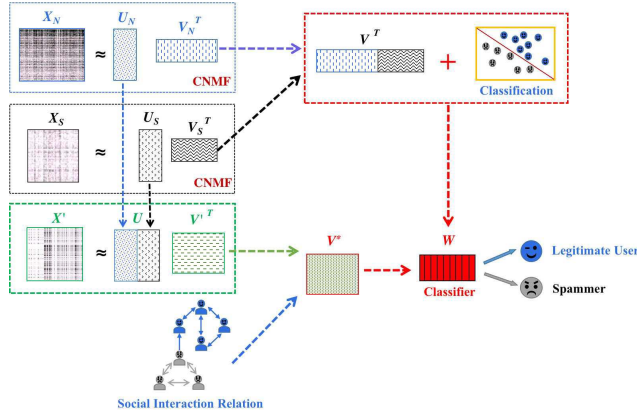 X_N ≈ U_N V_N^T
CNMF
V^T
+
Classification
X_S ≈ U_S V_S^T
CNMF
X' ≈ U V'^T
V*
W
Classifier
Legitimate User
Spammer
Social Interaction Relation